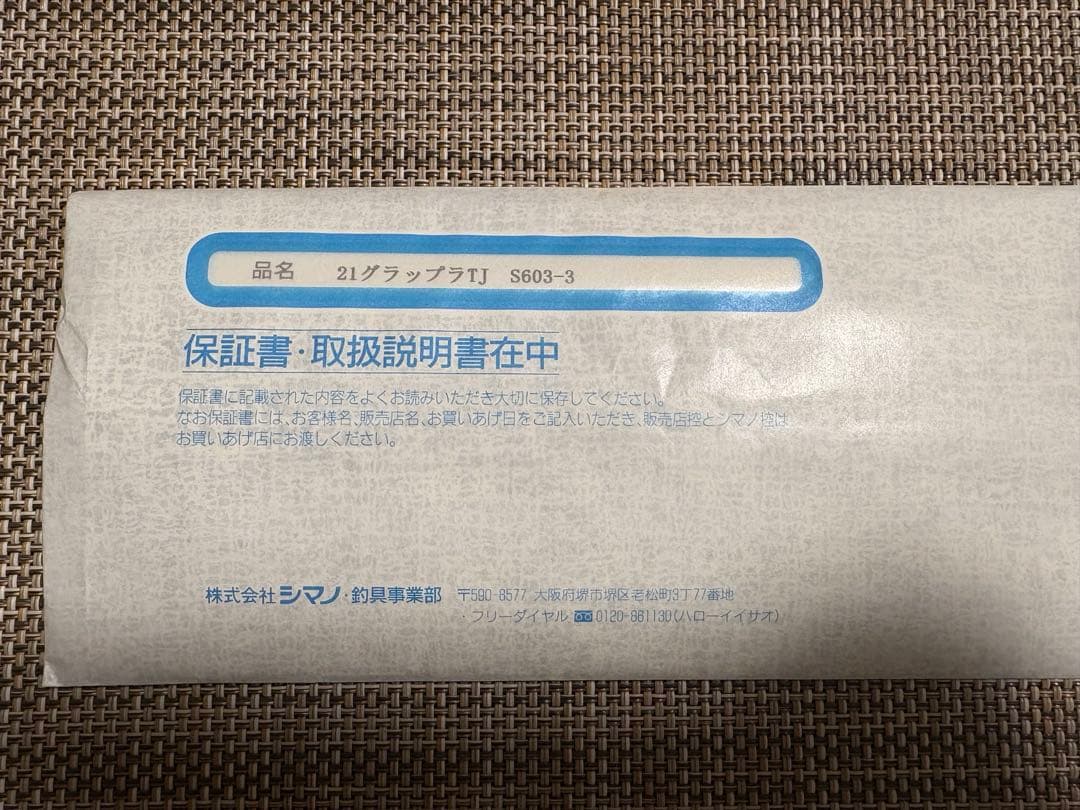 品名 21グラップラTJ S603-3
保証書・取扱説明書在中
保証書に記載された内容をよくお読みいただき大切に保存してください。
なお保証書には、お客様名、販売店名、お買いあげ日をご記入いただき、販売店控とシマノ控は
お買いあげ店にお渡しください。
株式会社シマノ・釣具事業部 〒590-8577 大阪府堺市堺区老松町3丁77番地
・フリーダイヤル 0120-861130(ハローイイサオ)